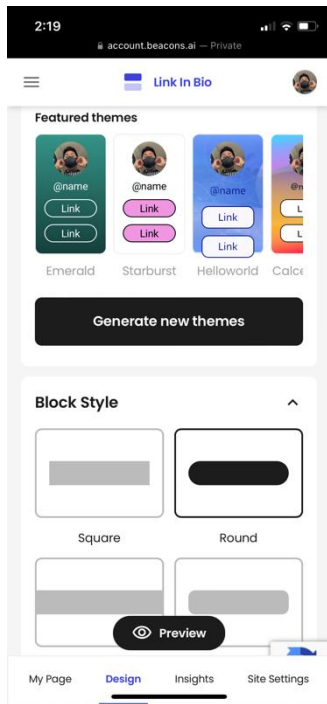 2:19
account.beacons.ai — Private
Link In Bio
Featured themes
@name
Link
Link
Emerald
@name
Link
Link
Starburst
@name
Link
Link
Helloworld
Generate new themes
Block Style
Square
Round
Preview
My Page
Design
Insights
Site Settings